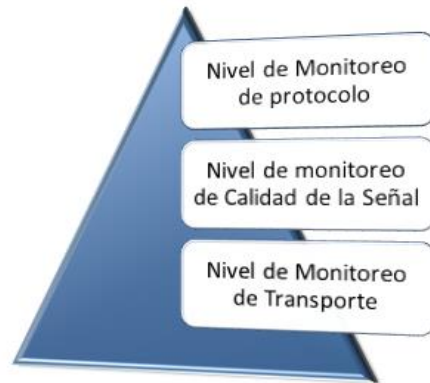 Nivel de Monitoreo
de protocolo
Nivel de monitoreo
de Calidad de la Señal
Nivel de Monitoreo
de Transporte